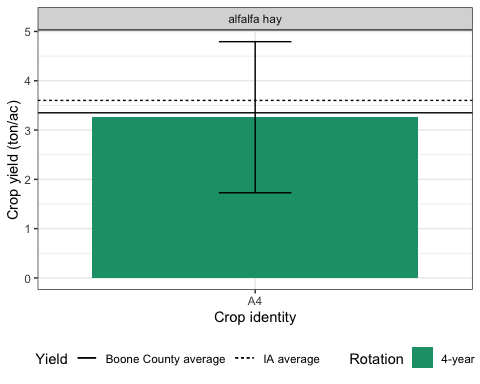 alfalfa hay
5
4
3
2
1
0
Crop yield (ton/ac)
A4
Crop identity
Yield Boone County average IA average Rotation 4-year